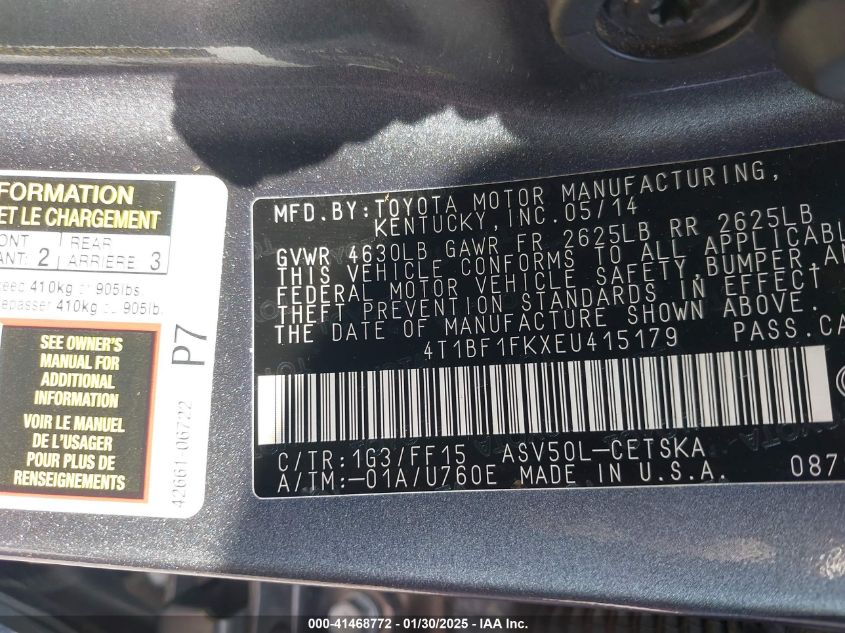 FORMATION
ET LE CHARGEMENT
2 REAR
ARRIÈRE 3
410kg or 905lbs
410kg 905lb.
P7
SEE OWNER'S
MANUAL FOR
ADDITIONAL
INFORMATION
VOIR LE MANUEL
DE L'USAGER
POUR PLUS DE
RENSEIGNEMENTS
42661-06722
MFD.BY:TOYOTA MOTOR MANUFACTURING,
KENTUCKY,INC.05/14
GVWR 4630LB GAWR FR 2625LB RR 2625LB
THIS VEHICLE CONFORMS TO ALL APPLICABL
FEDERAL MOTOR VEHICLE SAFETY,BUMPER,AN
THEFT PREVENTION STANDARDS IN EFFECT
THE DATE OF MANUFACTURE SHOWN ABOVE.
4T1BF1FKXEU415179 PASS.CA
C/TR:1G3/FF15 ASV50L-CETSKA
A/TM:-01A/U760E MADE IN U.S.A. 087
000-41468772 / 01/30/2025 - IAA Inc.